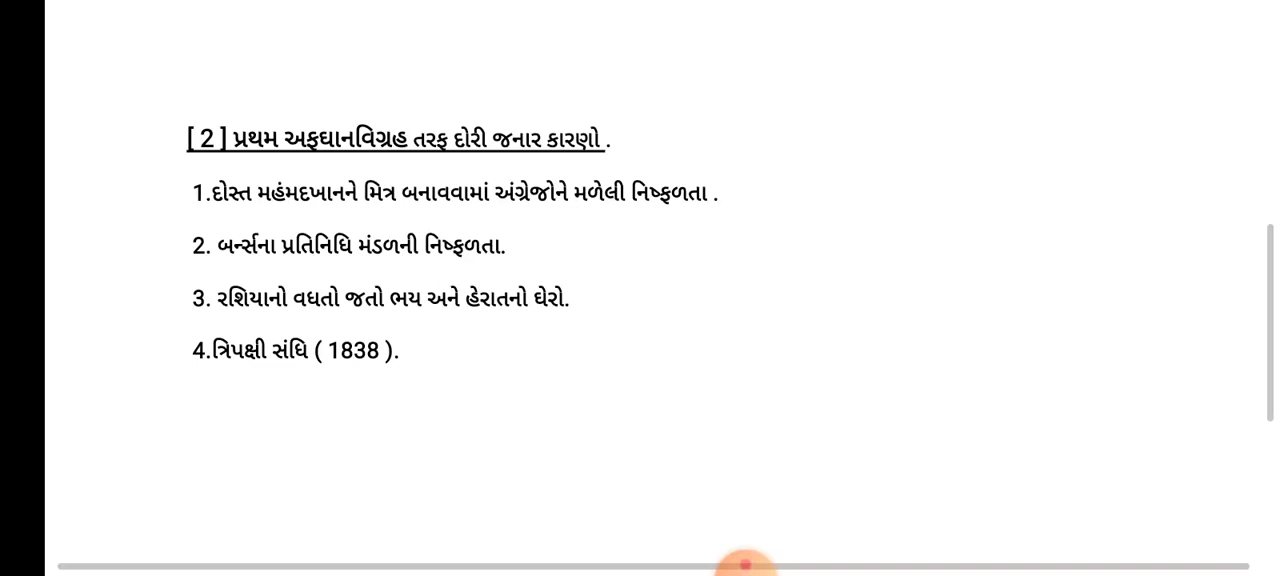 [ 2 ] પ્રથમ અફઘાનવિગ્રહ તરફ દોરી જનાર કારણો .
1.દોસ્ત મહંમદખાનને મિત્ર બનાવવામાં અંગ્રેજોને મળેલી નિષ્ફળતા .
2. બર્ન્સના પ્રતિનિધિ મંડળની નિષ્ફળતા.
3. રશિયાનો વધતો જતો ભય અને હેરાતનો ઘેરો.
4.ત્રિપક્ષી સંધિ ( 1838 ).